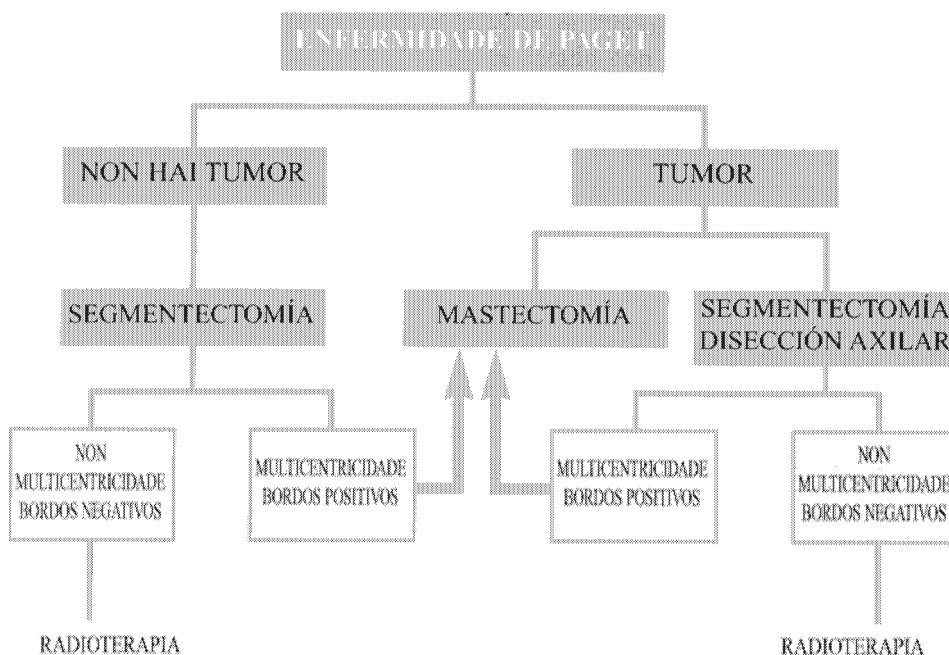 ENFERMIDADE DE PAGET
NON HAI TUMOR
TUMOR
SEGMENTECTOMÍA
MASTECTOMÍA
SEGMENTECTOMÍA
DISECCIÓN AXILAR
NON
MULTICENTRICIDADE
BORDOS NEGATIVOS
MULTICENTRICIDADE
BORDOS POSITIVOS
MULTICENTRICIDADE
BORDOS POSITIVOS
NON
MULTICENTRICIDADE
BORDOS NEGATIVOS
RADIOTERAPIA
RADIOTERAPIA